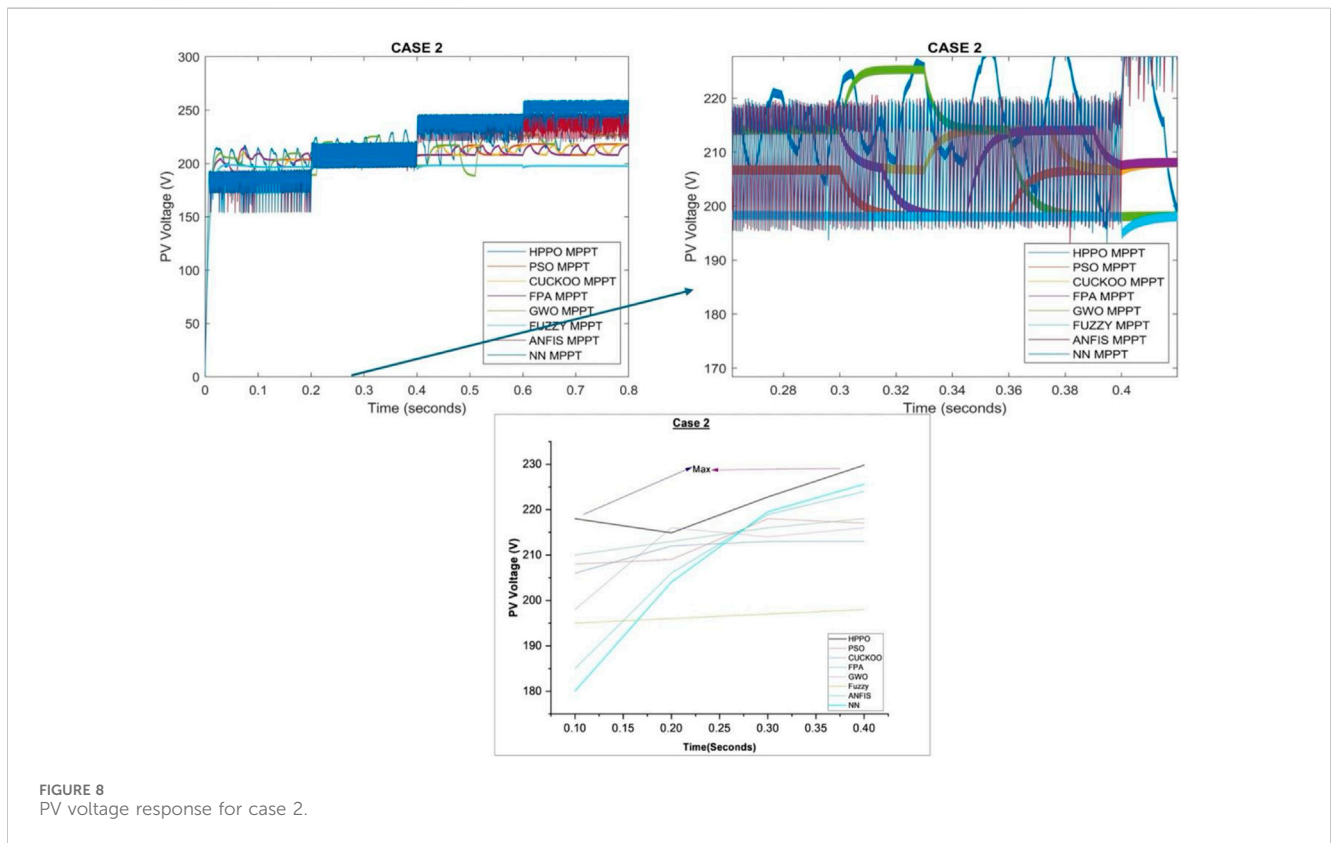 CASE 2
300
250
200
150
100
50
0
PV Voltage (V)
0 0.1 0.2 0.3 0.4 0.5 0.6 0.7 0.8
Time (seconds)
HPPO MPPT
PSO MPPT
CUCKOO MPPT
FPA MPPT
GWO MPPT
FUZZY MPPT
ANFIS MPPT
NN MPPT
CASE 2
220
210
200
190
180
170
PV Voltage (V)
0.28 0.3 0.32 0.34 0.36 0.38 0.4
Time (seconds)
HPPO MPPT
PSO MPPT
CUCKOO MPPT
FPA MPPT
GWO MPPT
FUZZY MPPT
ANFIS MPPT
NN MPPT
Case 2
230
220
210
200
190
180
PV Voltage (V)
Max
HPPO
PSO
CUCKOO
FPA
GWO
Fuzzy
ANFIS
NN
0.10 0.15 0.20 0.25 0.30 0.35 0.40
Time(Seconds)
FIGURE 8
PV voltage response for case 2.